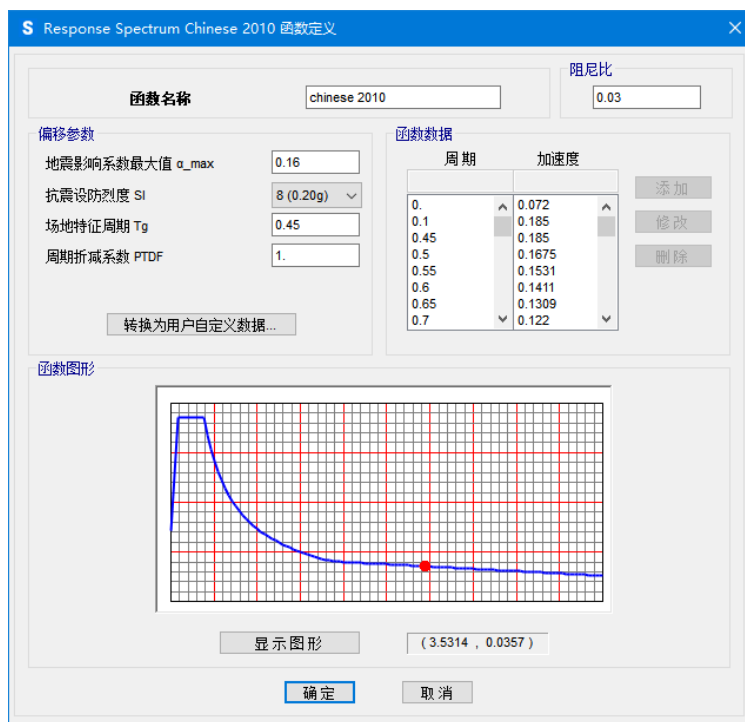 S Response Spectrum Chinese 2010 函数定义
函数名称
chinese 2010
阻尼比
0.03
偏移参数
地震影响系数最大值 α_max
0.16
抗震设防烈度 SI
8 (0.20g)
场地特征周期 Tg
0.45
周期折减系数 PTDF
1.
转换为用户自定义数据...
函数数据
周期 加速度
0. 0.072
0.1 0.185
0.45 0.185
0.5 0.1675
0.55 0.1531
0.6 0.1411
0.65 0.1309
0.7 0.122
添加
修改
删除
函数图形
显示图形
( 3.5314 , 0.0357 )
确定
取消